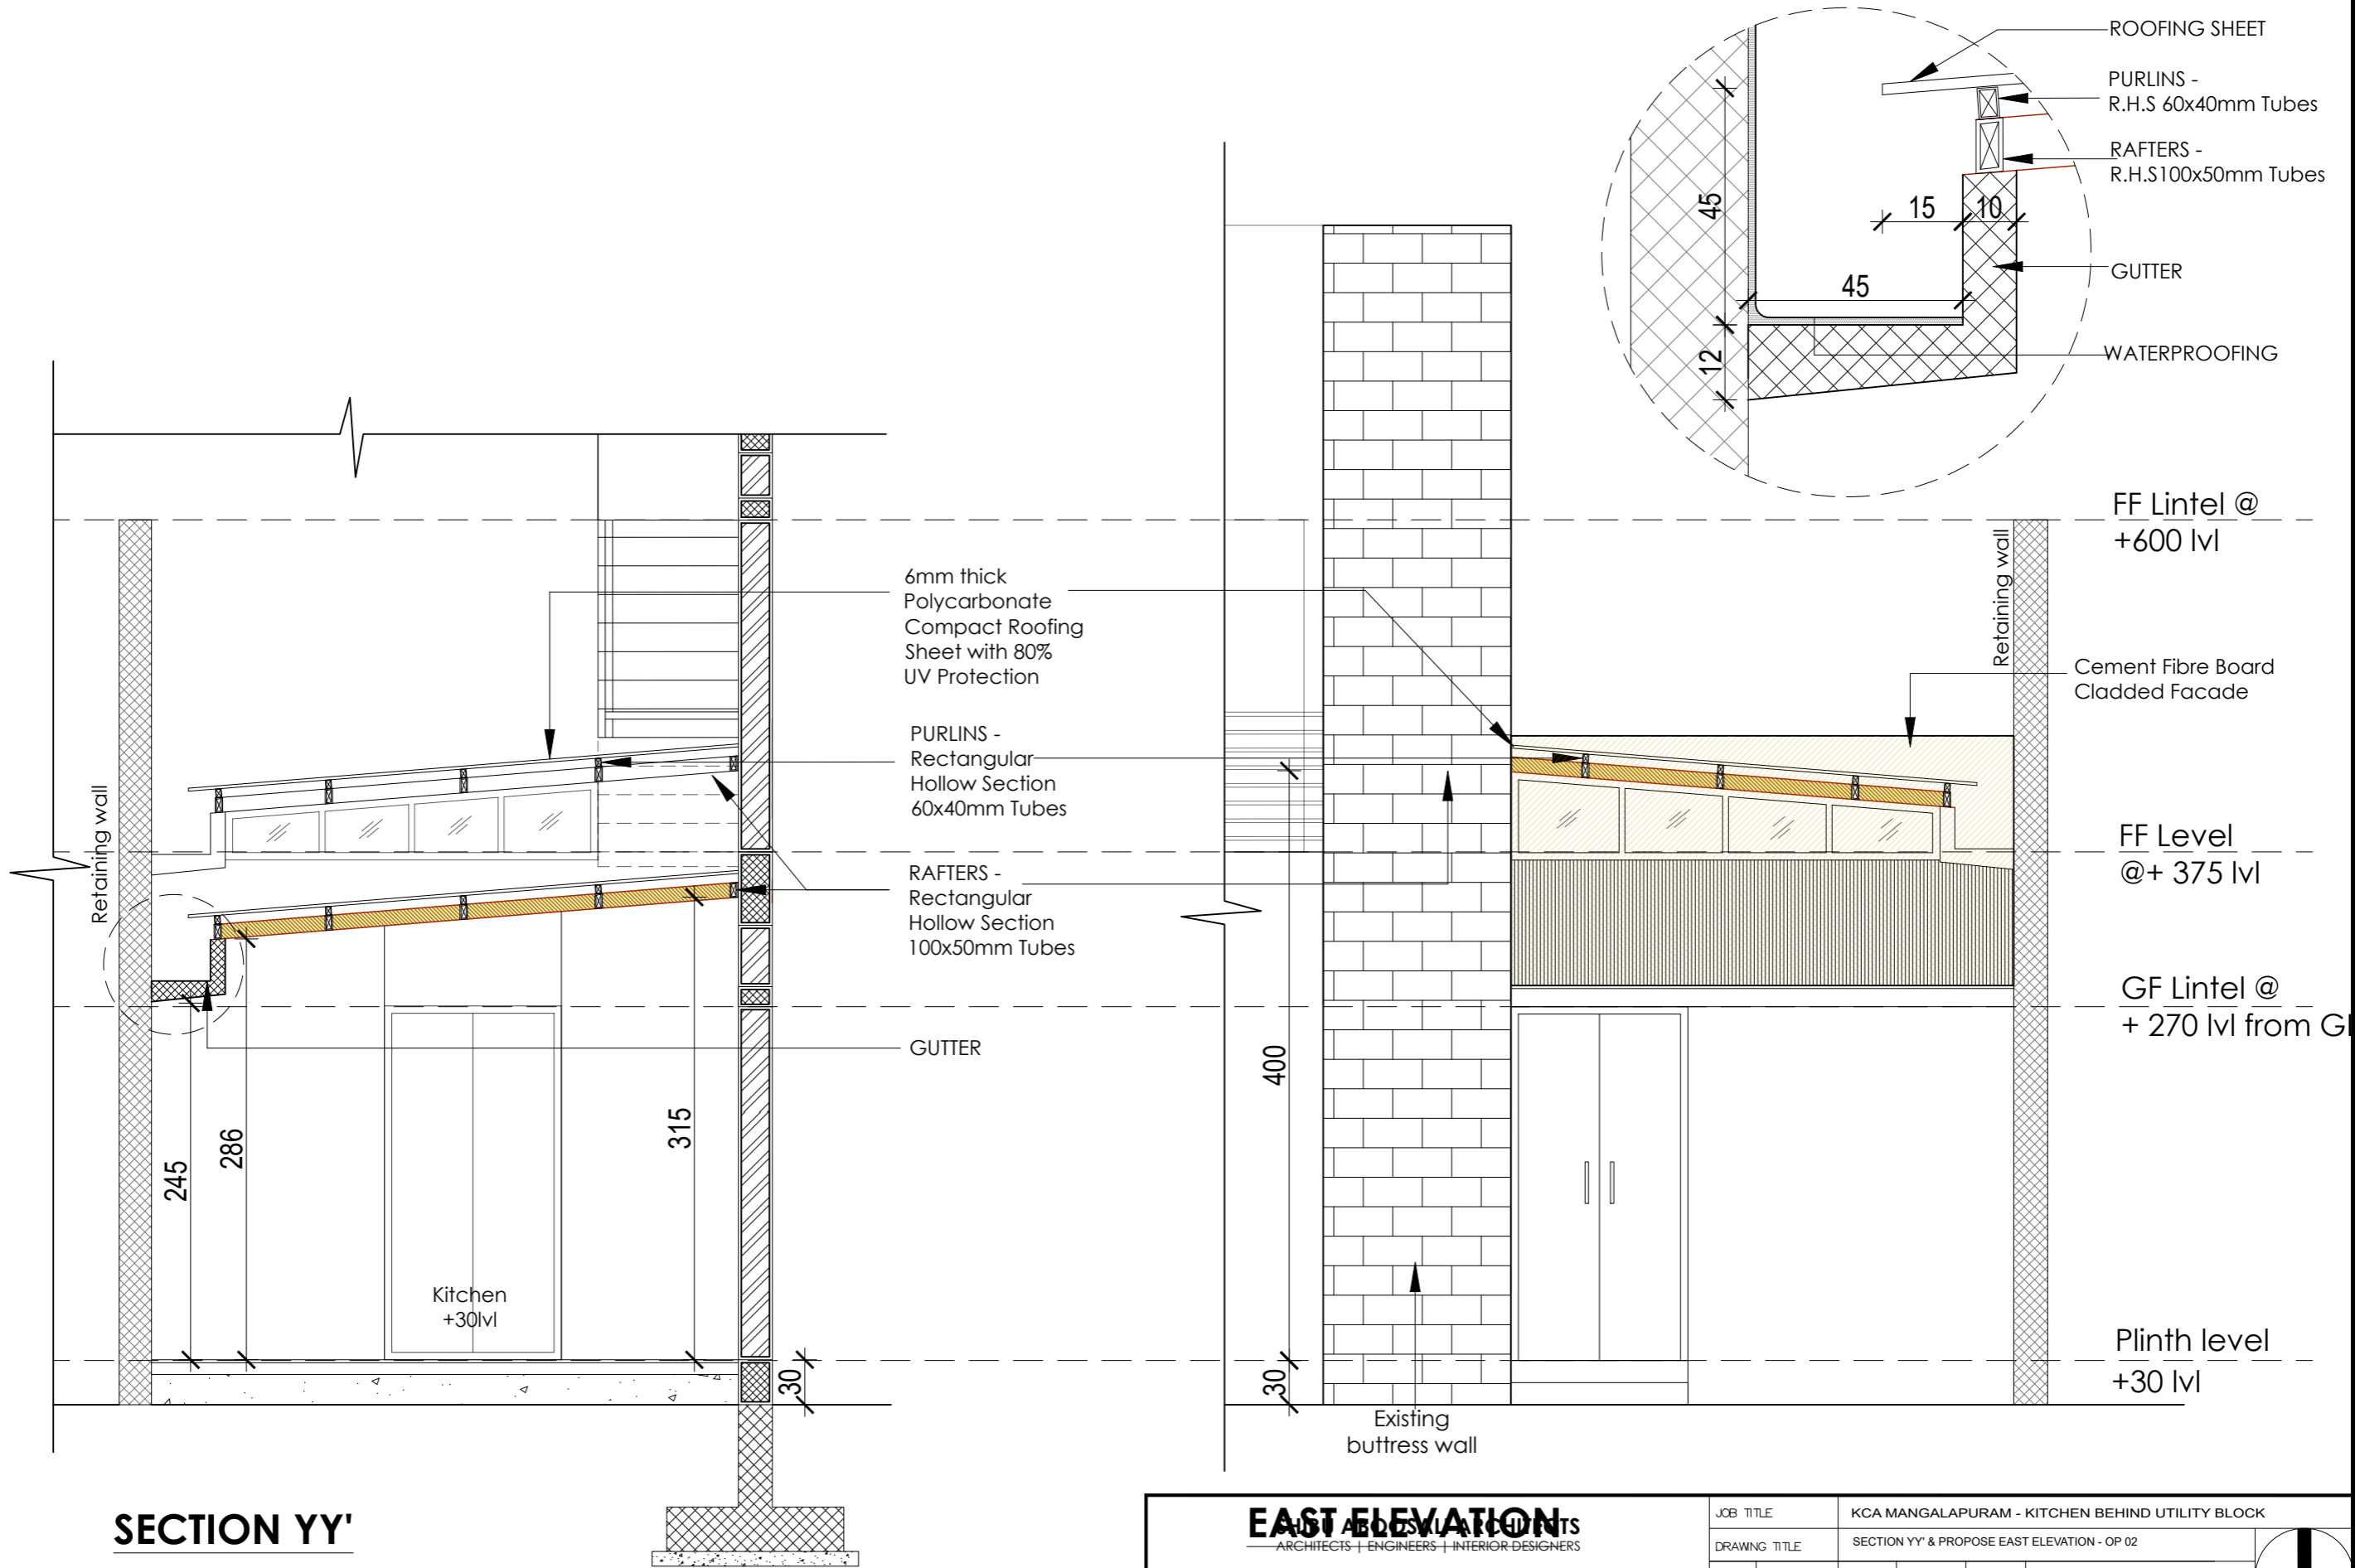 ROOFING SHEET
PURLINS -
R.H.S 60x40mm Tubes
RAFTERS -
R.H.S100x50mm Tubes
45
15
10
GUTTER
45
12
WATERPROOFING
FF Lintel @
+600 lvl
Retaining wall
6mm thick
Polycarbonate
Compact Roofing
Sheet with 80%
UV Protection
Cement Fibre Board
Cladded Facade
PURLINS -
Rectangular
Hollow Section
60x40mm Tubes
Retaining wall
FF Level
@+ 375 lvl
RAFTERS -
Rectangular
Hollow Section
100x50mm Tubes
GF Lintel @
+ 270 lvl from
GUTTER
400
315
286
245
Kitchen
+30lvl
Plinth level
+30 lvl
30
30
Existing
buttress wall
SECTION YY'
EAST ELEVATION
SHIBU ABOOSALI ARCHITECTS
ARCHITECTS | ENGINEERS | INTERIOR DESIGNERS
JOB TITLE
KCA MANGALAPURAM - KITCHEN BEHIND UTILITY BLOCK
DRAWING TITLE
SECTION YY' & PROPOSE EAST ELEVATION - OP 02